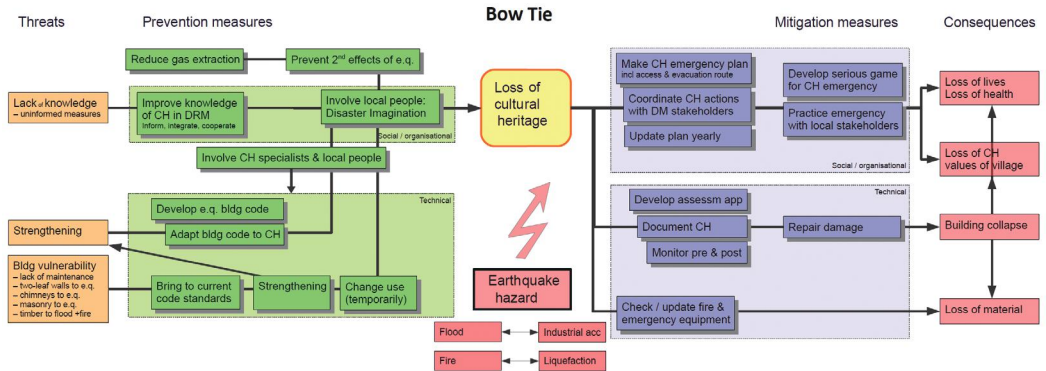 Bow Tie
Threats
Prevention measures
Mitigation measures
Consequences
Reduce gas extraction
Prevent 2nd effects of e.q.
Lack of knowledge
– uninformed measures
Improve knowledge
of CH in DRM
Inform, integrate, cooperate
Involve local people:
Disaster Imagination
Social / organisational
Involve CH specialists & local people
Technical
Develop e.q. bldg code
Adapt bldg code to CH
Strengthening
Bldg vulnerability
– lack of maintenance
– two-leaf walls to e.q.
– chimneys to e.q.
– masonry to e.q.
– timber to flood +fire
Bring to current
code standards
Strengthening
Change use
(temporarily)
Loss of
cultural
heritage
Earthquake
hazard
Flood
Industrial acc
Fire
Liquefaction
Make CH emergency plan
incl access & evacuation route
Coordinate CH actions
with DM stakeholders
Update plan yearly
Develop serious game
for CH emergency
Practice emergency
with local stakeholders
Social / organisational
Technical
Develop assessm app
Document CH
Monitor pre & post
Repair damage
Check / update fire &
emergency equipment
Loss of lives
Loss of health
Loss of CH
values of village
Building collapse
Loss of material